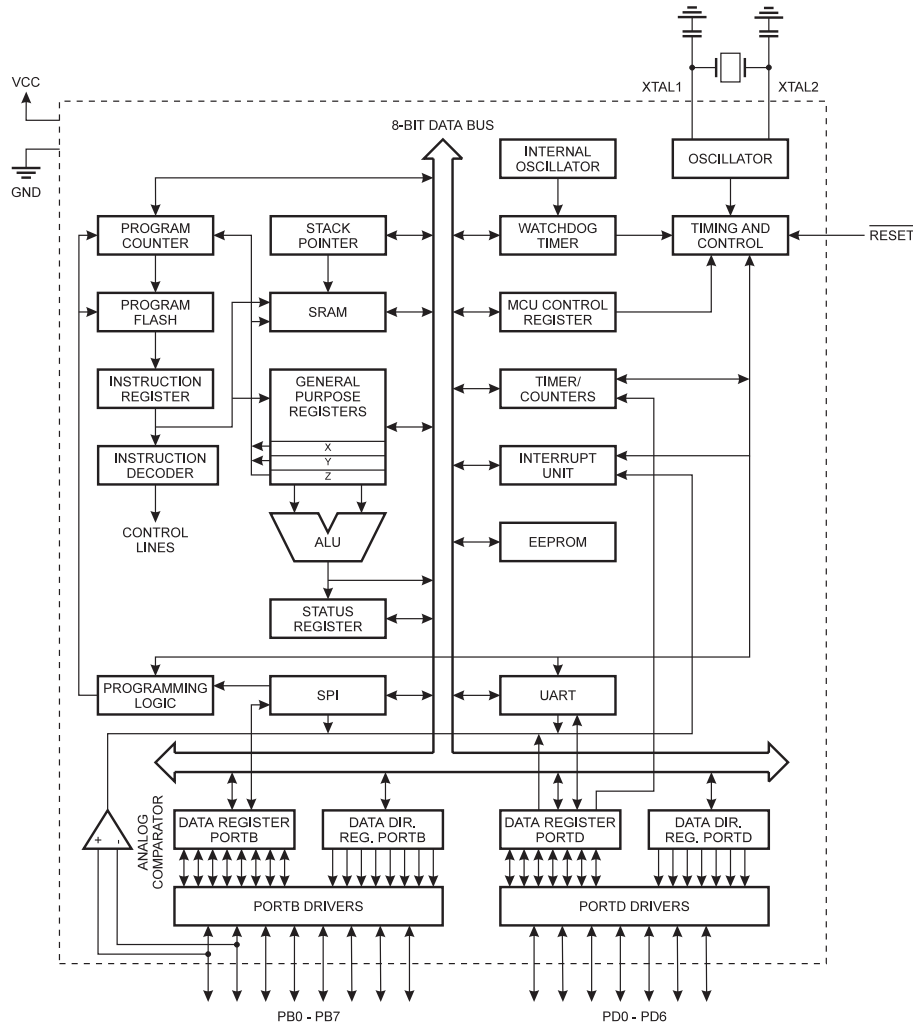 XTAL1
XTAL2
VCC
GND
8-BIT DATA BUS
INTERNAL
OSCILLATOR
OSCILLATOR
PROGRAM
COUNTER
STACK
POINTER
WATCHDOG
TIMER
TIMING AND
CONTROL
RESET
PROGRAM
FLASH
SRAM
MCU CONTROL
REGISTER
INSTRUCTION
REGISTER
GENERAL
PURPOSE
REGISTERS
X
Y
Z
TIMER/
COUNTERS
INSTRUCTION
DECODER
INTERRUPT
UNIT
CONTROL
LINES
ALU
EEPROM
STATUS
REGISTER
PROGRAMMING
LOGIC
SPI
UART
ANALOG
COMPARATOR
+
-
DATA REGISTER
PORTB
DATA DIR.
REG. PORTB
DATA REGISTER
PORTD
DATA DIR.
REG. PORTD
PORTB DRIVERS
PORTD DRIVERS
PB0 - PB7
PD0 - PD6